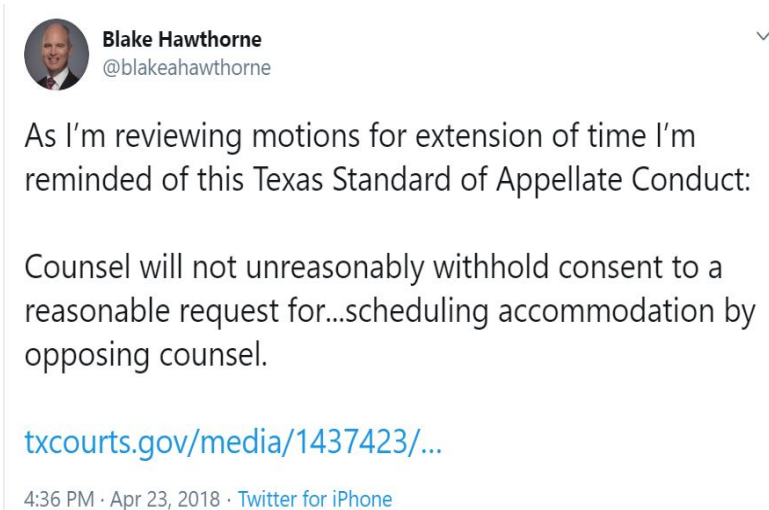 Blake Hawthorne
@blakeahawthorne
As I'm reviewing motions for extension of time I'm
reminded of this Texas Standard of Appellate Conduct:
Counsel will not unreasonably withhold consent to a
reasonable request for...scheduling accommodation by
opposing counsel.
txcourts.gov/media/1437423/...
4:36 PM · Apr 23, 2018 · Twitter for iPhone